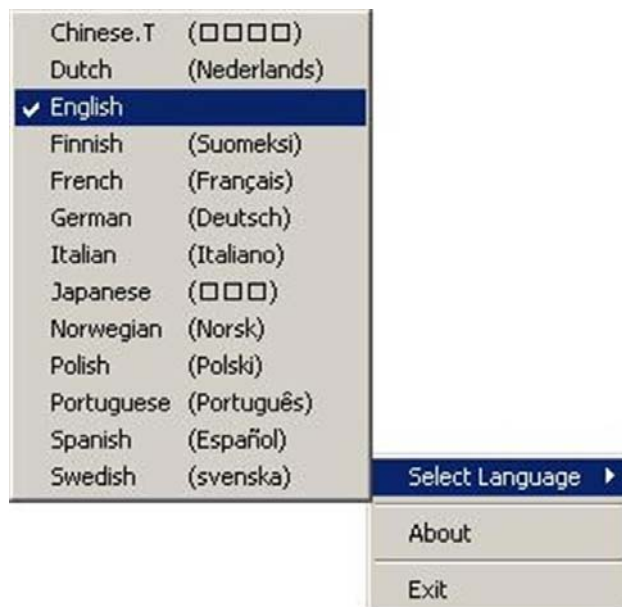 Chinese.T (□□□□)
Dutch (Nederlands)
English
Finnish (Suomeksi)
French (Français)
German (Deutsch)
Italian (Italiano)
Japanese (□□□)
Norwegian (Norsk)
Polish (Polski)
Portuguese (Português)
Spanish (Español)
Swedish (svenska)
Select Language
About
Exit